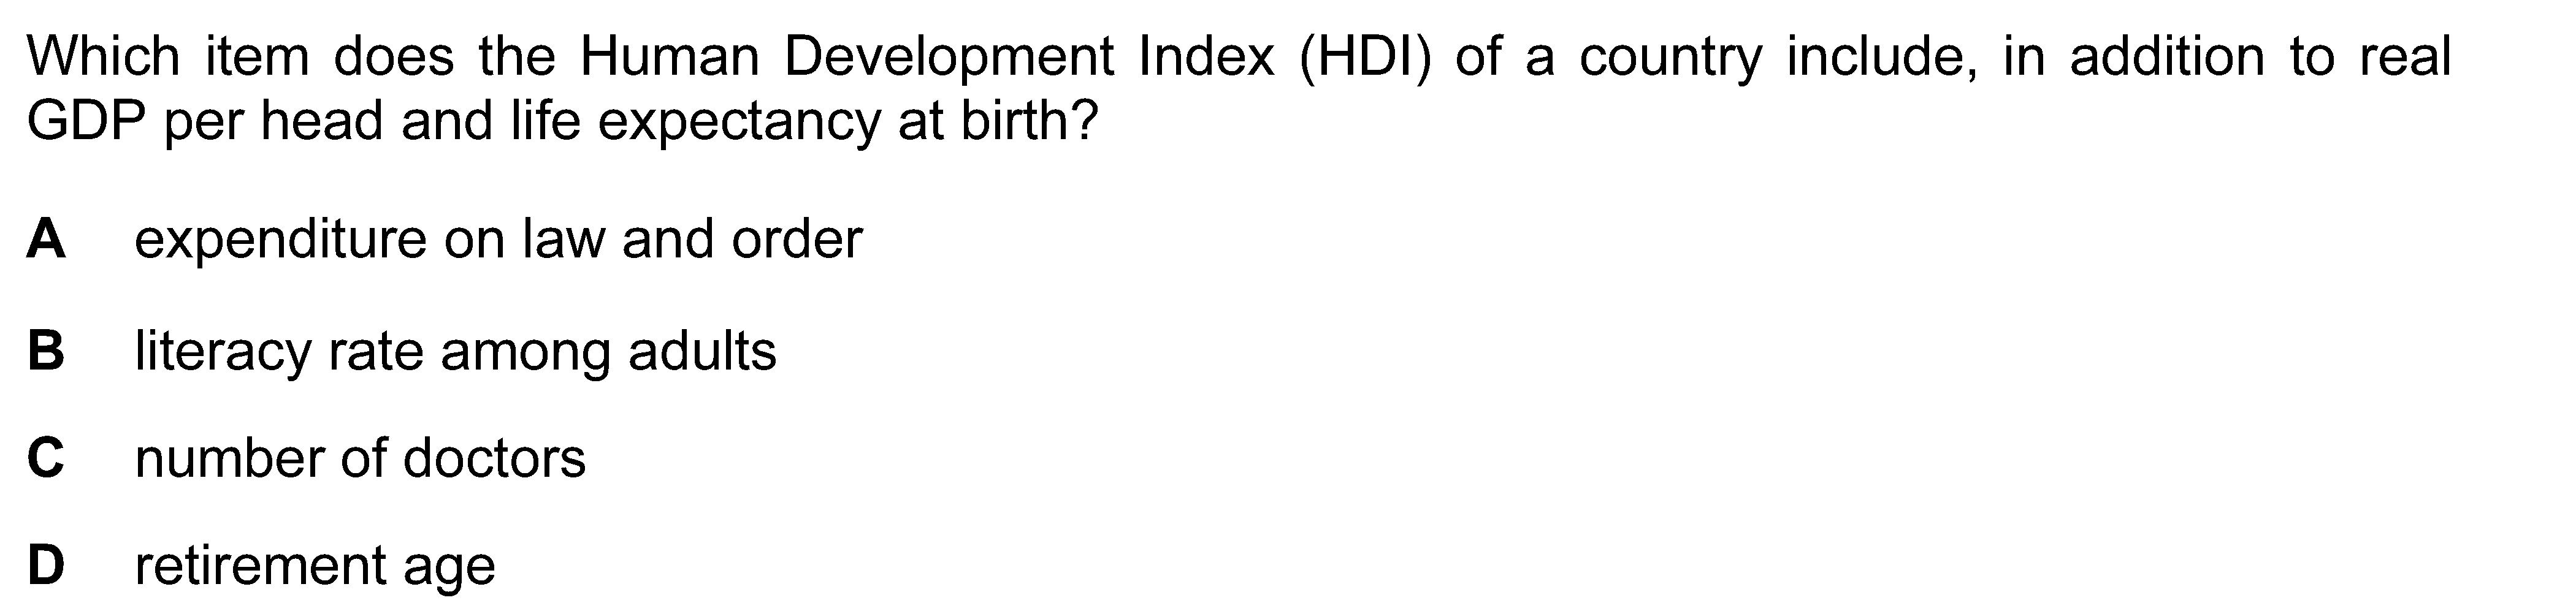 Which item does the Human Development Index (HDI) of a country include, in addition to real
GDP per head and life expectancy at birth?
A expenditure on law and order
B literacy rate among adults
C number of doctors
D retirement age